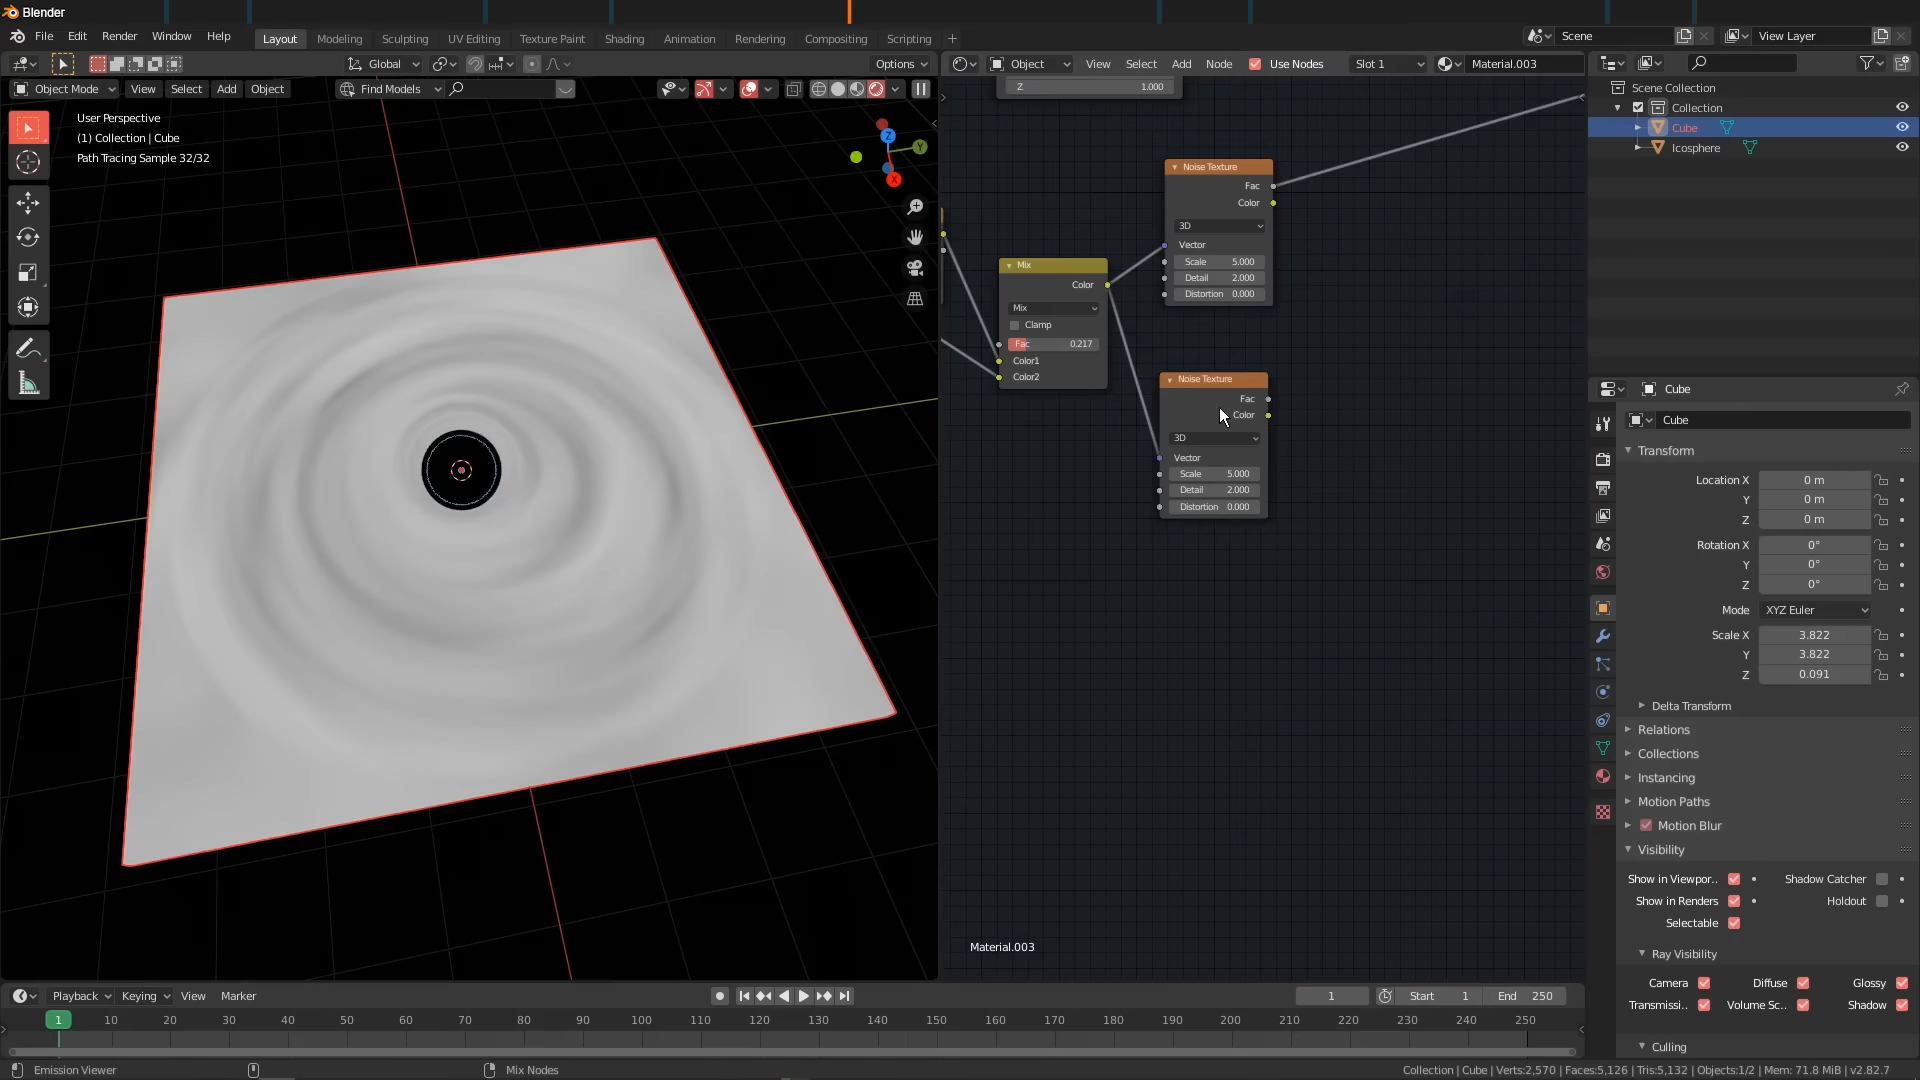 Blender
File Edit Render Window Help
Layout Modeling Sculpting UV Editing Texture Paint Shading Animation Rendering Compositing Scripting +
Scene
View Layer
Global
Options
Object View Select Add Node Use Nodes Slot 1 Material.003
Object Mode View Select Add Object Find Models
User Perspective
(1) Collection | Cube
Path Tracing Sample 32/32
Z
Y
X
Z 1.000
Noise Texture
Fac
Color
3D
Vector
Scale 5.000
Detail 2.000
Distortion 0.000
Mix
Color
Mix
Clamp
Fac 0.217
Color1
Color2
Noise Texture
Fac
Color
3D
Vector
Scale 5.000
Detail 2.000
Distortion 0.000
Material.003
Scene Collection
Collection
Cube
Icosphere
Cube
Cube
Transform
Location X 0 m
Y 0 m
Z 0 m
Rotation X 0°
Y 0°
Z 0°
Mode XYZ Euler
Scale X 3.822
Y 3.822
Z 0.091
Delta Transform
Relations
Collections
Instancing
Motion Paths
Motion Blur
Visibility
Show in Viewpor.. Shadow Catcher
Show in Renders Holdout
Selectable
Ray Visibility
Camera Diffuse Glossy
Transmissi.. Volume Sc.. Shadow
Culling
Playback Keying View Marker
1 Start 1 End 250
1 10 20 30 40 50 60 70 80 90 100 110 120 130 140 150 160 170 180 190 200 210 220 230 240 250
Emission Viewer Mix Nodes
Collection | Cube | Verts:2,570 | Faces:5,126 | Tris:5,132 | Objects:1/2 | Mem: 71.8 MiB | v2.82.7